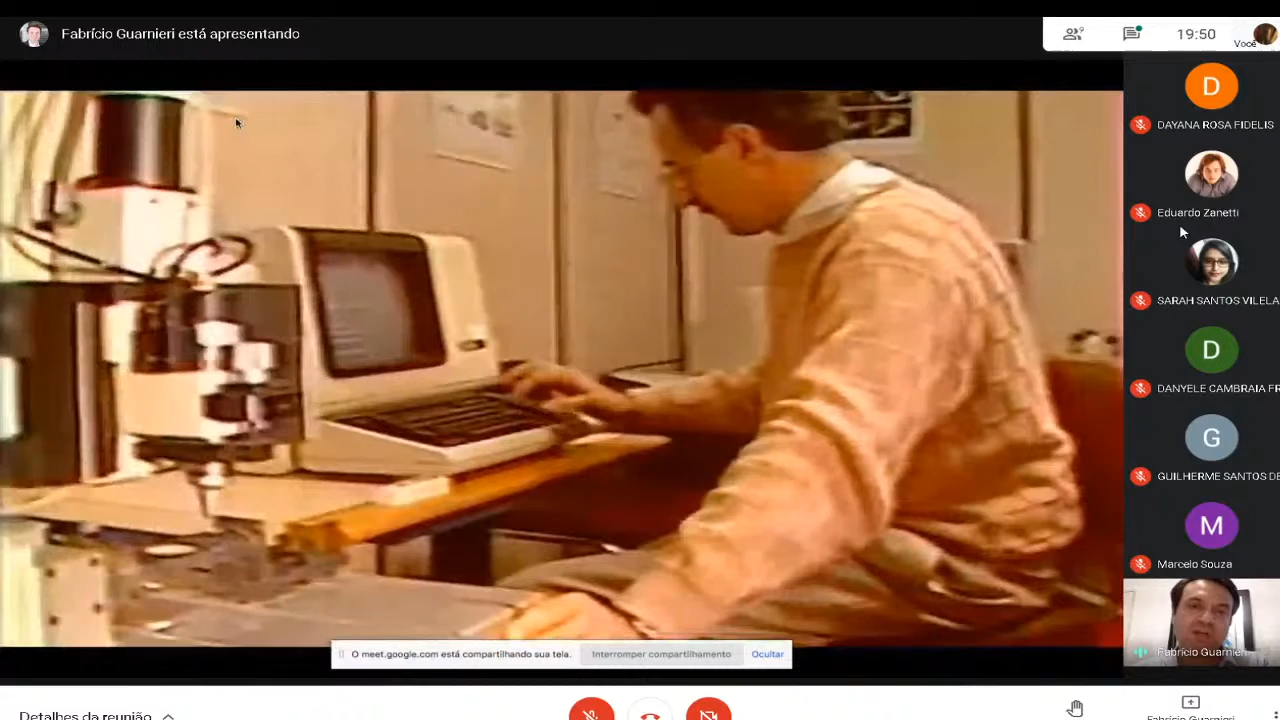 Fabrício Guarnieri está apresentando
9
19:50
Você
D
DAYANA ROSA FIDELIS
Eduardo Zanetti
SARAH SANTOS VILELA
D
DANYELE CAMBRAIA FR
G
GUILHERME SANTOS DE
M
Marcelo Souza
Fabrício Guarnieri
O meet.google.com está compartilhando sua tela.
Interromper compartilhamento
Ocultar
Detalhes da reunião
Fabrício Guarnieri